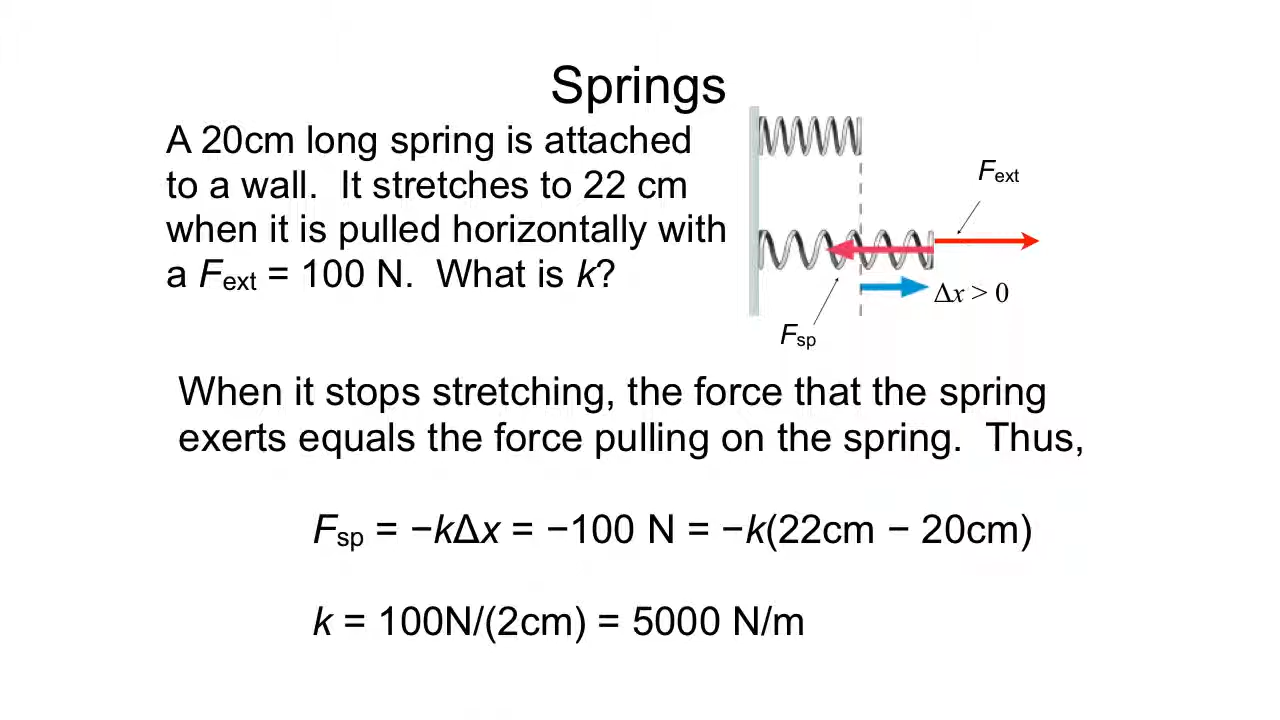 Springs
A 20cm long spring is attached
to a wall.  It stretches to 22 cm
when it is pulled horizontally with
a Fext = 100 N.  What is k?
Fext
Δx > 0
Fsp
When it stops stretching, the force that the spring
exerts equals the force pulling on the spring.  Thus,
Fsp = −kΔx = −100 N = −k(22cm − 20cm)
k = 100N/(2cm) = 5000 N/m